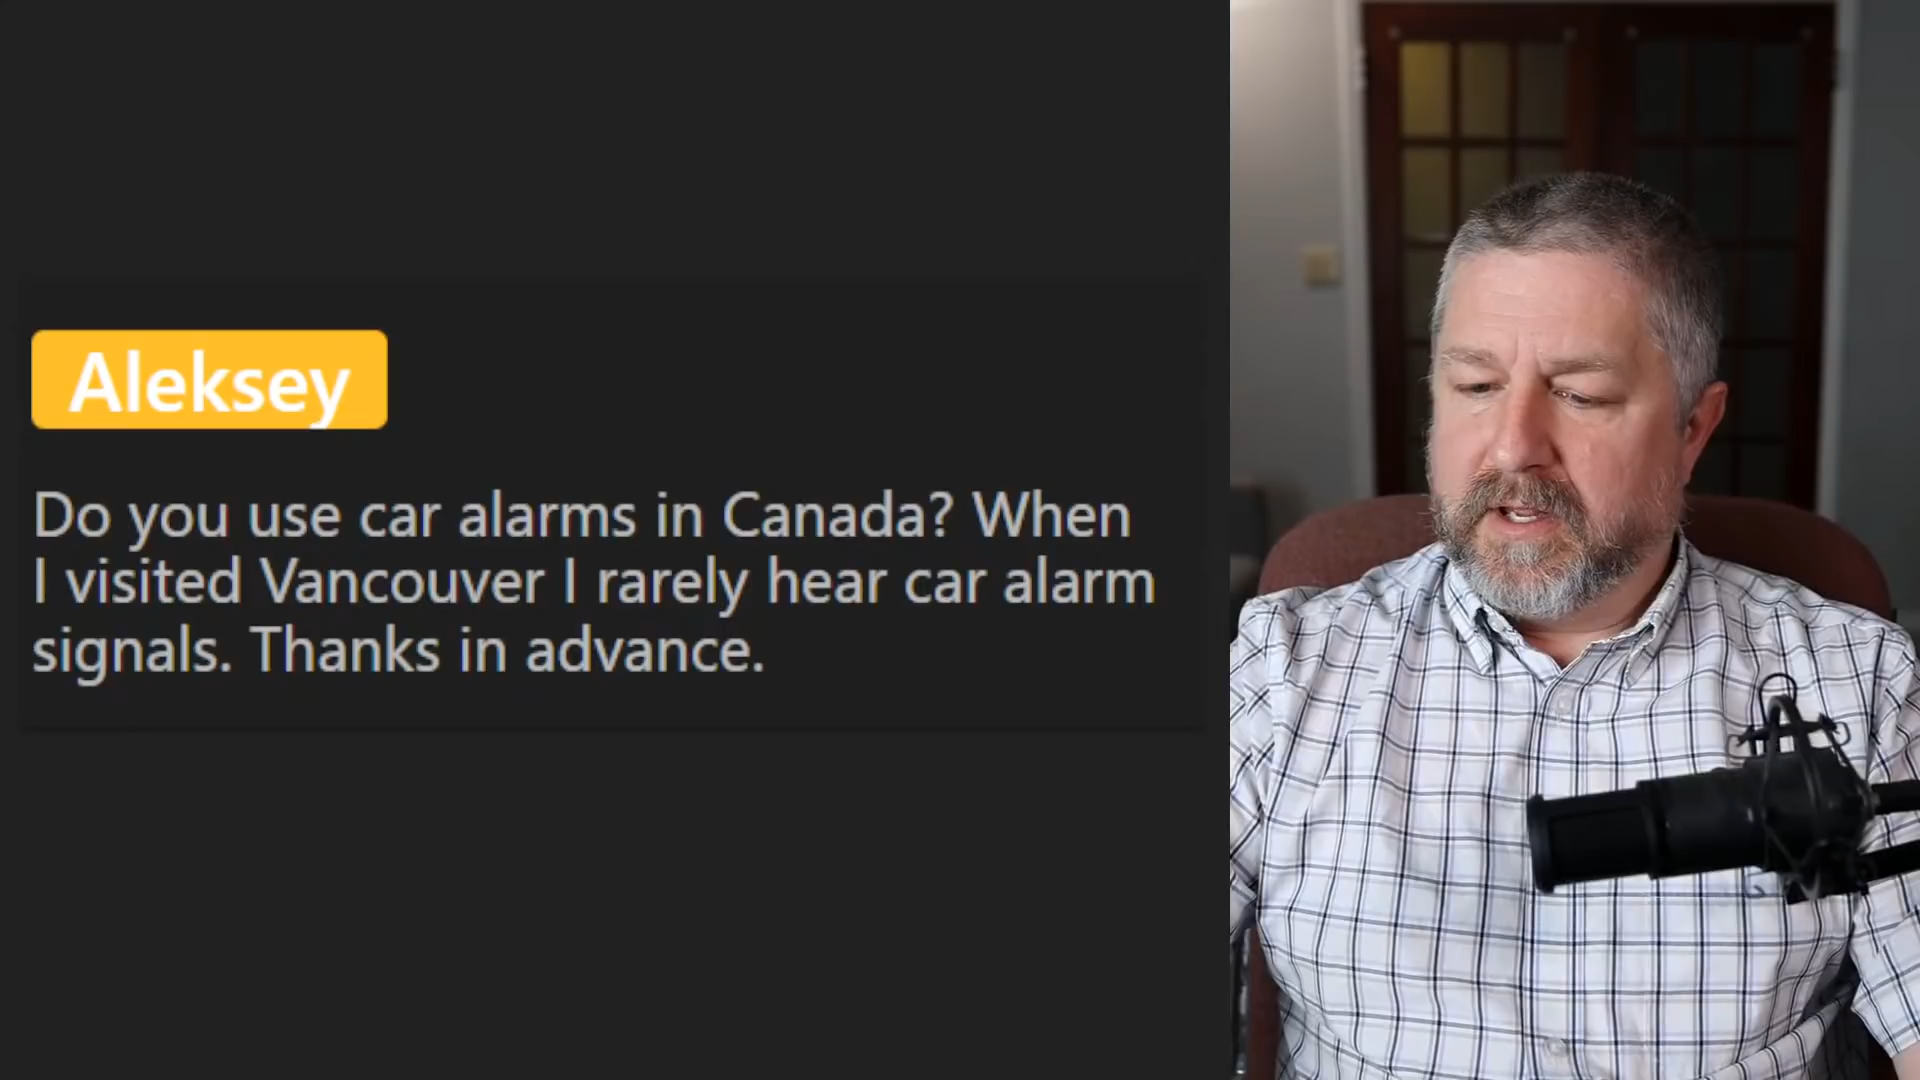 Aleksey
Do you use car alarms in Canada? When
I visited Vancouver I rarely hear car alarm
signals. Thanks in advance.